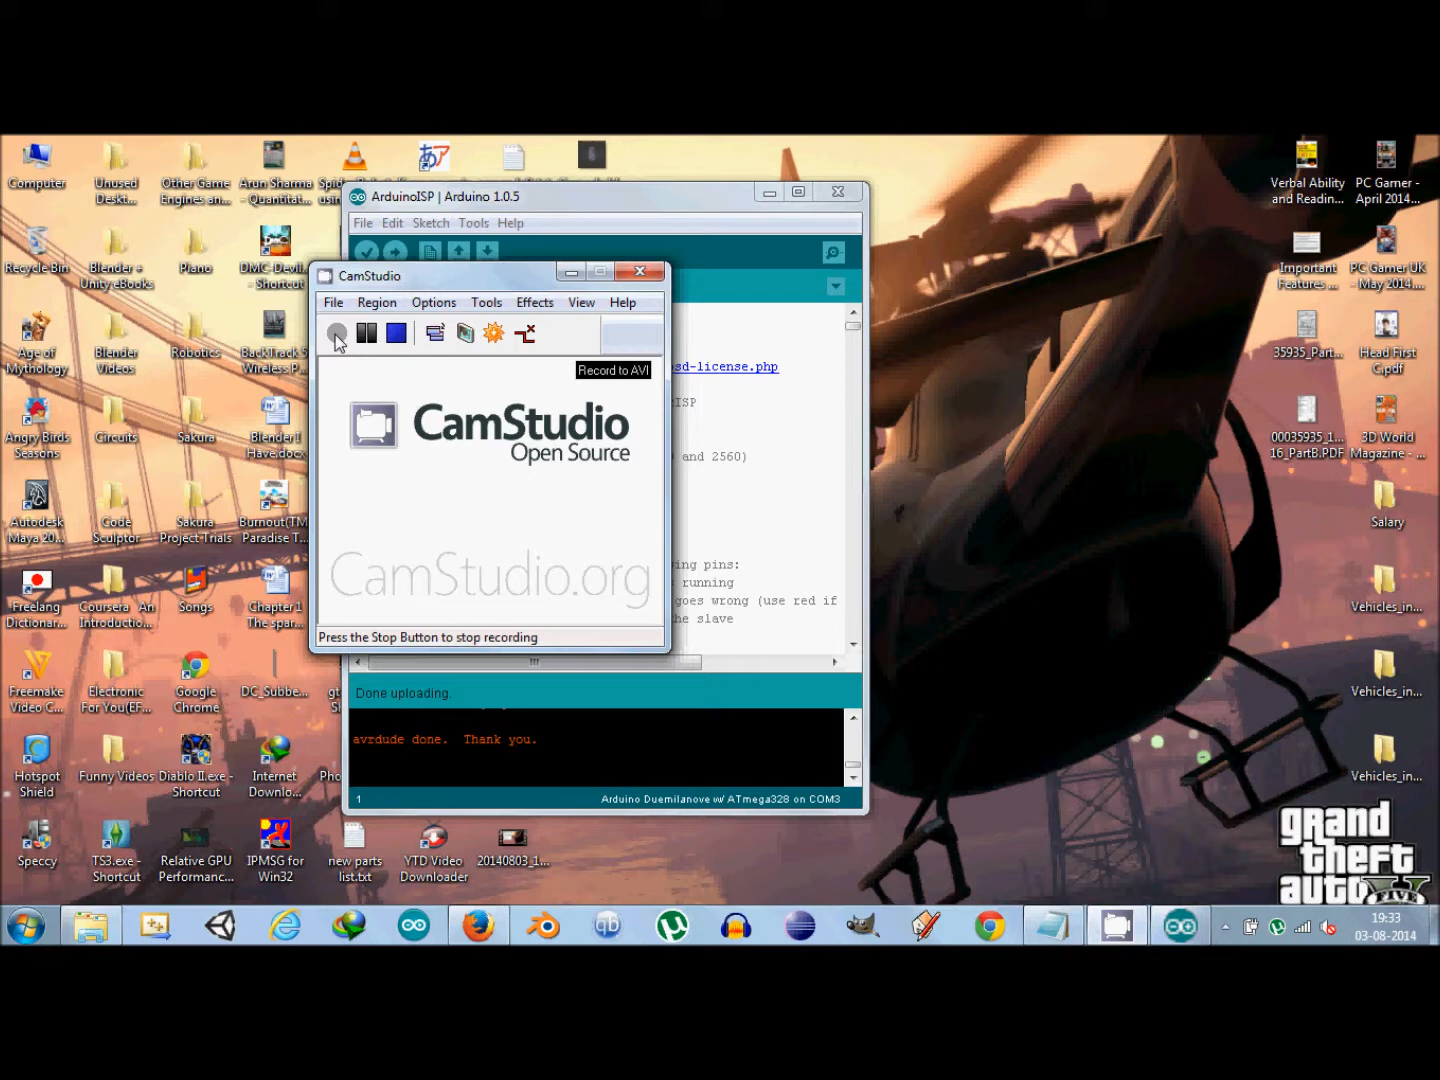 Computer
Unused
Deskt...
Other Game
Engines an...
Arun Sharma
- Quantitat...
Verbal Ability
and Readin...
PC Gamer -
April 2014...
ArduinoISP | Arduino 1.0.5
File Edit Sketch Tools Help
Recycle Bin
Blender +
Unity eBooks
Piano
DMC-Devil...
- Shortcut
Important
Features ...
PC Gamer UK
- May 2014....
CamStudio
File Region Options Tools Effects View Help
Record to AVI
CamStudio
Open Source
CamStudio.org
Press the Stop Button to stop recording
sd-license.php
RISP
and 2560)
ing pins:
running
goes wrong (use red if
the slave
Age of
Mythology
Blender
Videos
Robotics
BackTrack 5
Wireless P...
35935_Part...
Head First
C.pdf
Angry Birds
Seasons
Circuits
Sakura
Blender I
Have.docx
00035935_1...
16_PartB.PDF
3D World
Magazine - ...
Autodesk
Maya 20...
Code
Sculptor
Sakura
Project-Trials
Burnout(TM)
Paradise T...
Salary
Freelang
Dictionar...
Coursera An
Introductio...
Songs
Chapter 1
The spar...
Vehicles_in...
Freemake
Video C...
Electronic
For You(EF...
Google
Chrome
DC_Subbe...
Vehicles_in...
Done uploading.
avrdude done.  Thank you.
1
Arduino Duemilanove w/ ATmega328 on COM3
Hotspot
Shield
Funny Videos
Diablo II.exe -
Shortcut
Internet
Downlo...
Vehicles_in...
Speccy
TS3.exe -
Shortcut
Relative GPU
Performanc...
IPMSG for
Win32
new parts
list.txt
YTD Video
Downloader
20140803_1...
grand
theft
auto
V
FIVE
19:33
03-08-2014